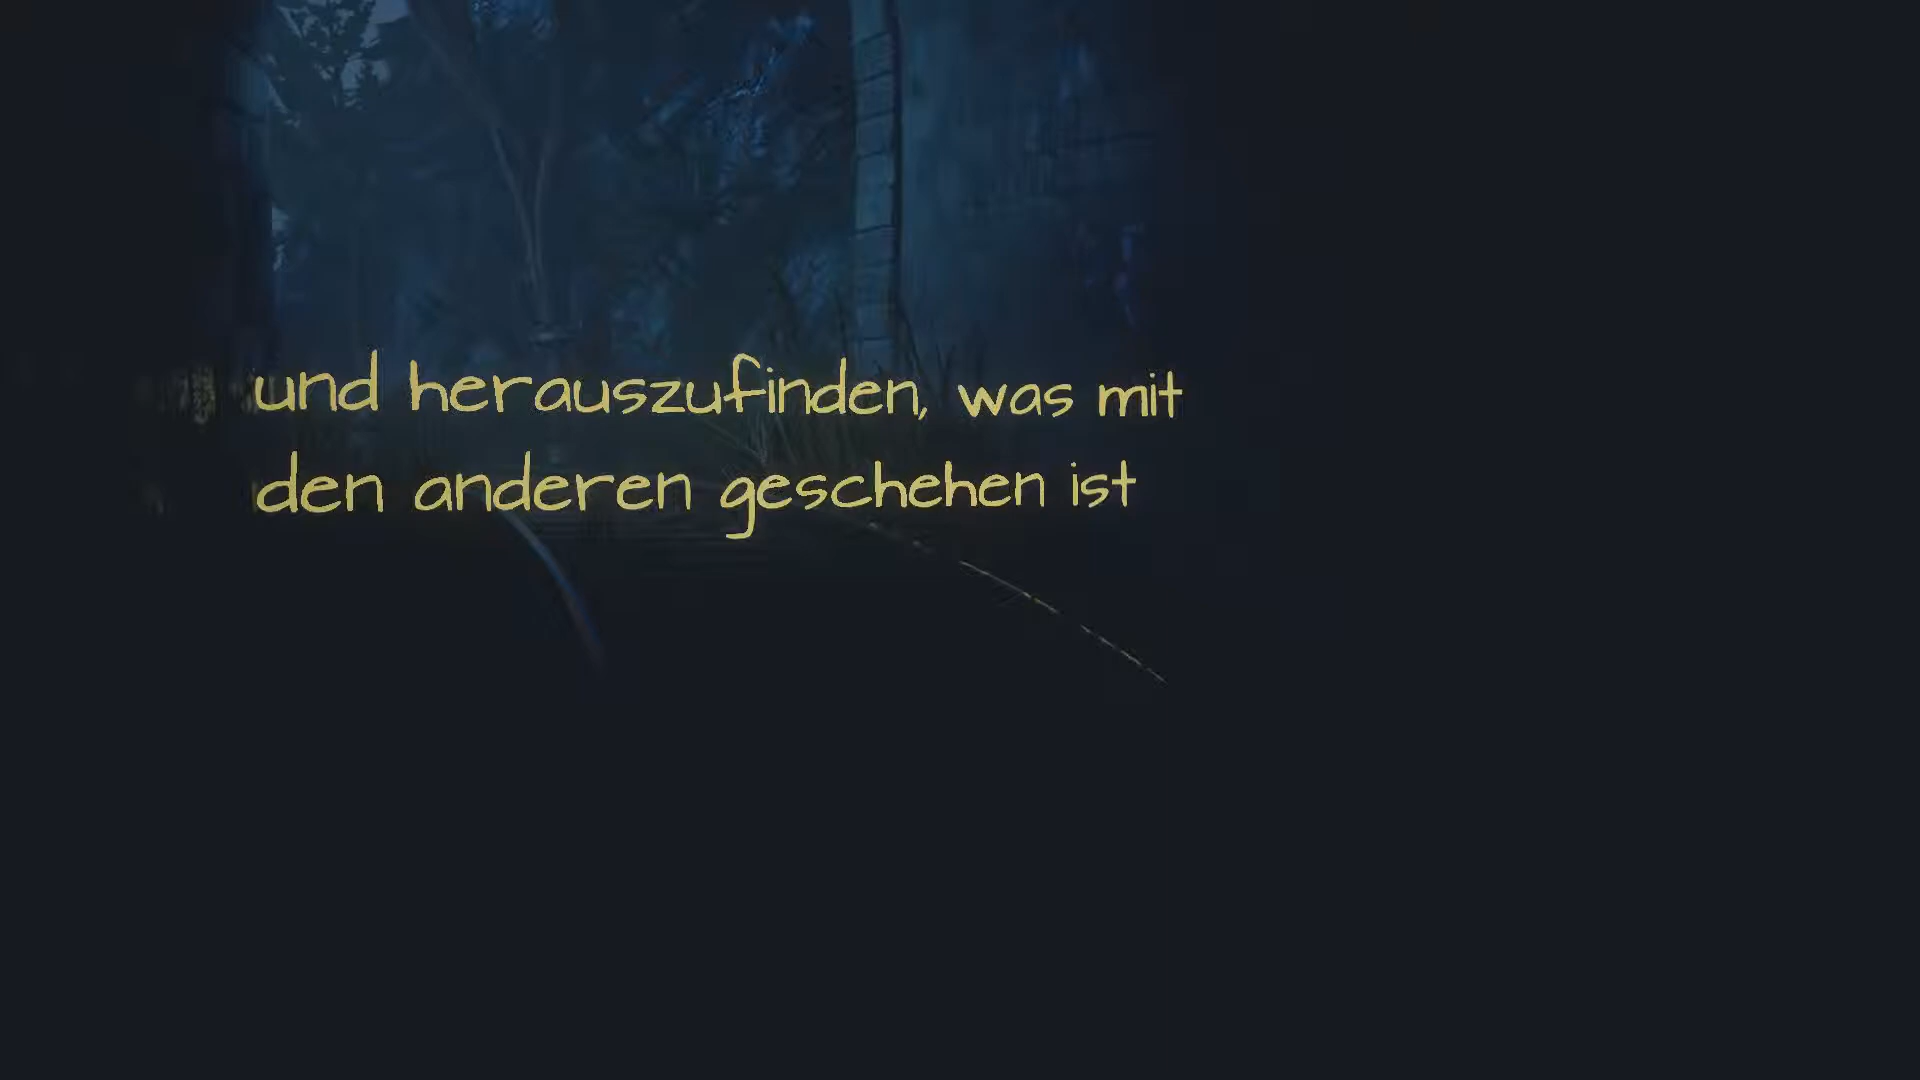 und herauszufinden, was mit
den anderen geschehen ist